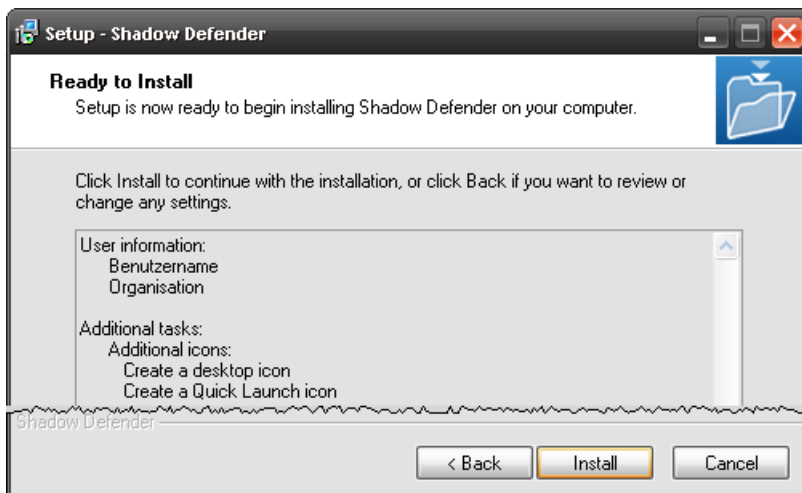 Setup - Shadow Defender
Ready to Install
Setup is now ready to begin installing Shadow Defender on your computer.
Click Install to continue with the installation, or click Back if you want to review or
change any settings.
User information:
Benutzername
Organisation
Additional tasks:
Additional icons:
Create a desktop icon
Create a Quick Launch icon
Shadow Defender
< Back
Install
Cancel